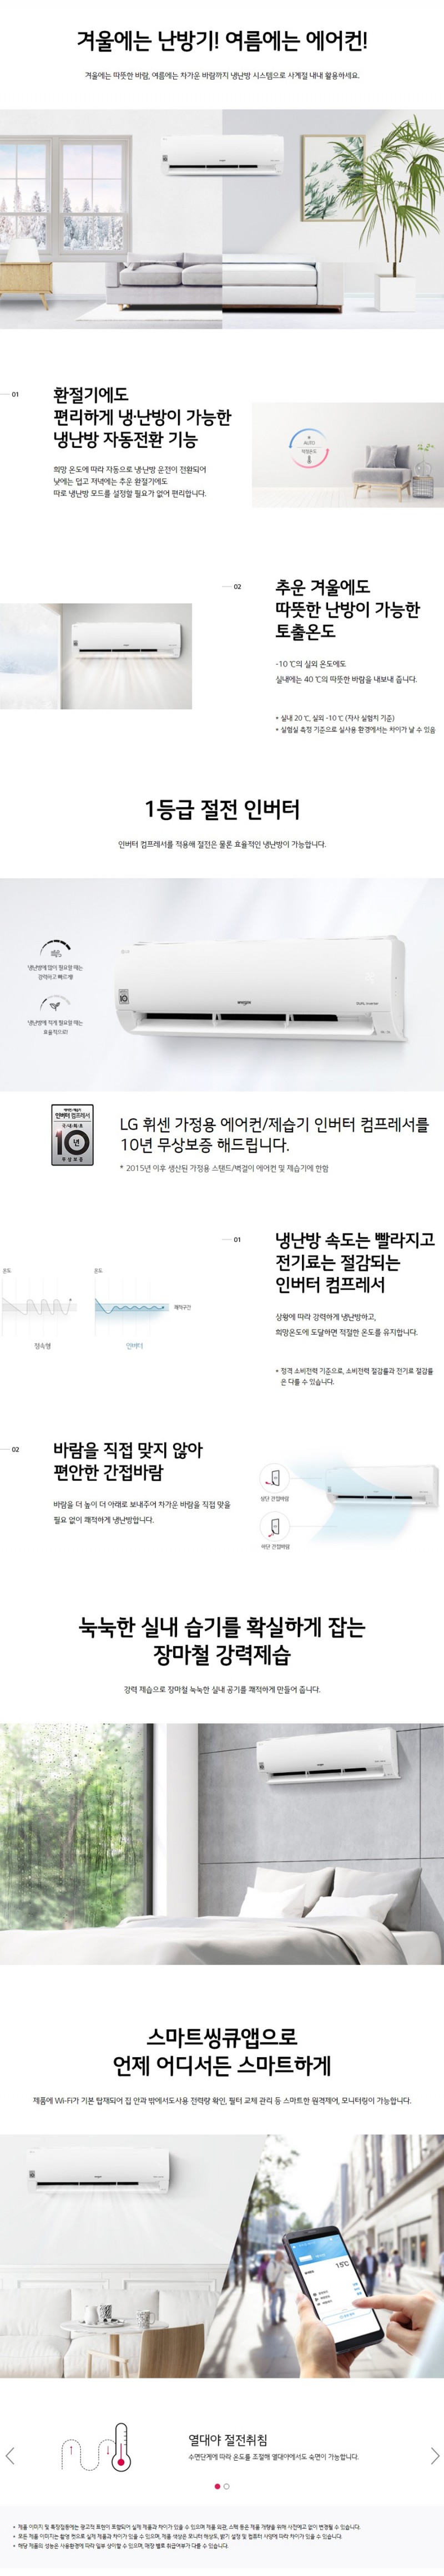 겨울에는 난방기! 여름에는 에어컨!
겨울에는 따뜻한 바람, 여름에는 차가운 바람까지 냉난방 시스템으로 사계절 내내 활용하세요.
01
환절기에도
편리하게 냉·난방이 가능한
냉난방 자동전환 기능
AUTO
희망온도
희망 온도에 따라 자동으로 냉·난방 운전이 전환되어
낮에는 덥고 저녁에는 추운 환절기에도
따로 냉난방 모드를 설정할 필요가 없어 편리합니다.
02
추운 겨울에도
따뜻한 난방이 가능한
토출온도
-10 ℃의 실외 온도에도
실내에는 40 ℃의 따뜻한 바람을 내보내 줍니다.
* 실내 20 ℃, 실외 -10 ℃ (자사 실험치 기준)
* 실험실 측정 기준으로 실사용 환경에서는 차이가 날 수 있음
1등급 절전 인버터
인버터 컴프레서를 적용해 절전은 물론 효율적인 냉난방이 가능합니다.
냉난방에 많이 필요할 때는
강력하고 빠르게!
냉난방에 적게 필요할 때는
효율적으로!
whisen
인버터 컴프레서
10년
무상보증
LG 휘센 가정용 에어컨/제습기 인버터 컴프레서를
10년 무상보증 해드립니다.
* 2015년 이후 생산된 가정용 스탠드/벽걸이 에어컨 및 제습기에 한함
01
냉난방 속도는 빨라지고
전기료는 절감되는
인버터 컴프레서
온도
온도
쾌적구간
정속형
인버터
상황에 따라 강력하게 냉난방하고,
희망온도에 도달하면 적절한 온도를 유지합니다.
* 정격 소비전력 기준으로, 소비전력 절감률과 전기료 절감률
은 다를 수 있습니다.
02
바람을 직접 맞지 않아
편안한 간접바람
바람을 더 높이 더 아래로 보내주어 차가운 바람을 직접 맞을
필요 없이 쾌적하게 냉난방합니다.
상단 간접바람
하단 간접바람
눅눅한 실내 습기를 확실하게 잡는
장마철 강력제습
강력 제습으로 장마철 눅눅한 실내 공기를 쾌적하게 만들어 줍니다.
스마트씽큐앱으로
언제 어디서든 스마트하게
제품에 Wi-Fi가 기본 탑재되어 집 안과 밖에서도사용 전력량 확인, 필터 교체 관리 등 스마트한 원격제어, 모니터링이 가능합니다.
15℃
열대야 절전취침
수면단계에 따라 온도를 조절해 열대야에서도 숙면이 가능합니다.
* 제품 이미지 및 특장점등에는 광고적 표현이 포함되어 실제 제품과 차이가 있을 수 있으며 제품 외관, 스펙 등은 제품 개량을 위해 사전예고 없이 변경될 수 있습니다.
* 모든 제품 이미지는 촬영 컷으로 실제 제품과 차이가 있을 수 있으며, 제품 색상은 모니터 해상도, 밝기 설정 및 컴퓨터 사양에 따라 차이가 있을 수 있습니다.
* 해당 제품의 성능은 사용환경에 따라 일부 상이할 수 있으며, 매장 별로 취급여부가 다를 수 있습니다.